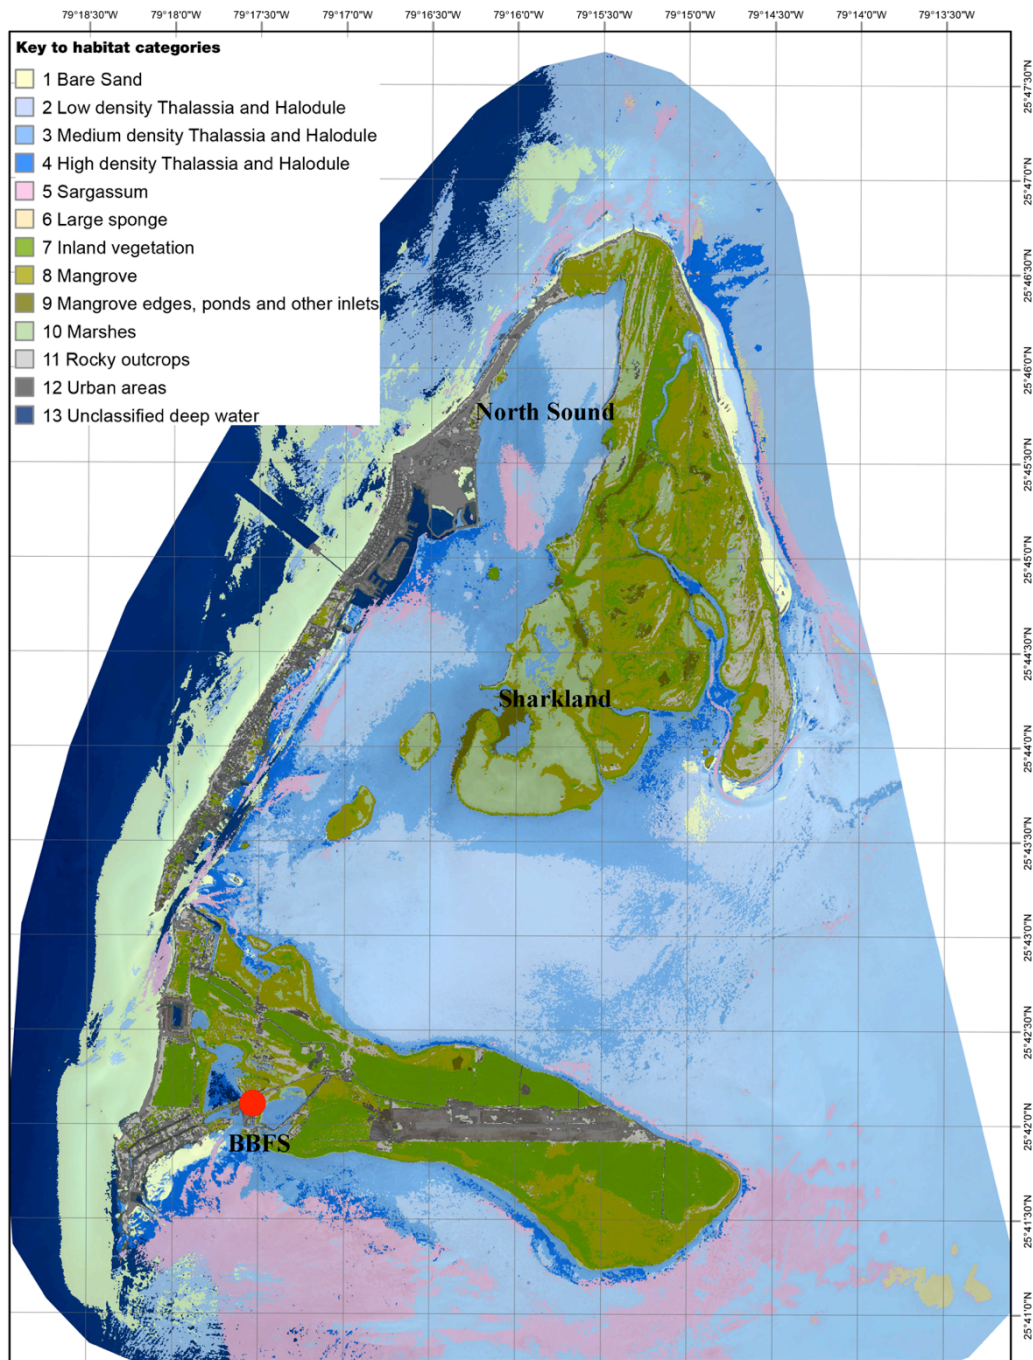 79°18'30"W 79°18'0"W 79°17'30"W 79°17'0"W 79°16'30"W 79°16'0"W 79°15'30"W 79°15'0"W 79°14'30"W 79°14'0"W 79°13'30"W
Key to habitat categories
1 Bare Sand
2 Low density Thalassia and Halodule
3 Medium density Thalassia and Halodule
4 High density Thalassia and Halodule
5 Sargassum
6 Large sponge
7 Inland vegetation
8 Mangrove
9 Mangrove edges, ponds and other inlets
10 Marshes
11 Rocky outcrops
12 Urban areas
13 Unclassified deep water
North Sound
Sharkland
BBFS
25°47'30"N
25°47'0"N
25°46'30"N
25°46'0"N
25°45'30"N
25°45'0"N
25°44'30"N
25°44'0"N
25°43'30"N
25°43'0"N
25°42'30"N
25°42'0"N
25°41'30"N
25°41'0"N